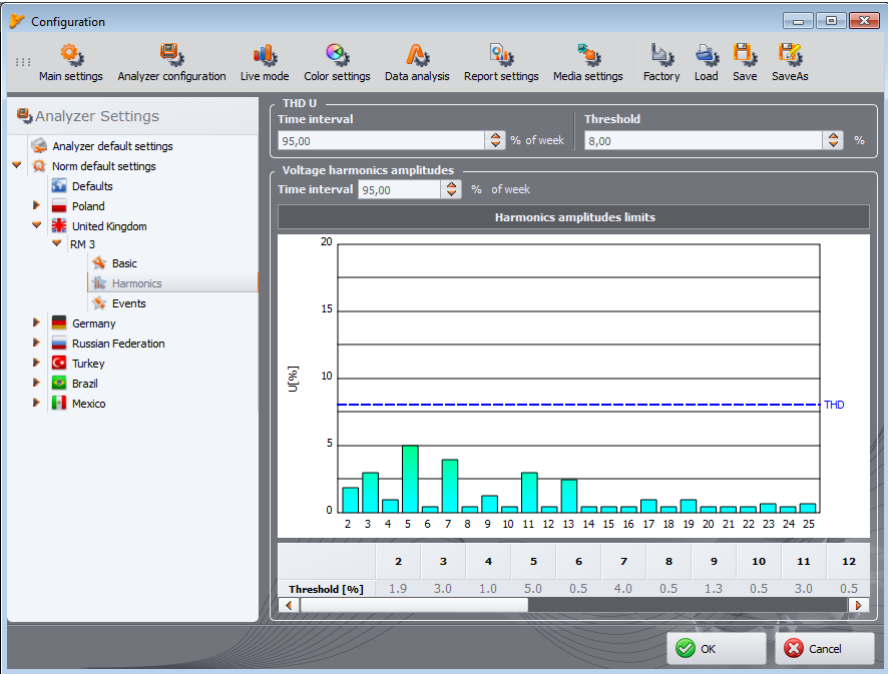 Configuration
Main settings Analyzer configuration Live mode Color settings Data analysis Report settings Media settings Factory Load Save SaveAs
Analyzer Settings
Analyzer default settings
Norm default settings
Defaults
Poland
United Kingdom
RM 3
Basic
Harmonics
Events
Germany
Russian Federation
Turkey
Brazil
Mexico
THD U
Time interval Threshold
95,00 % of week 8,00 %
Voltage harmonics amplitudes
Time interval 95,00 % of week
Harmonics amplitudes limits
20
15
10
5
0
U[%]
THD
2 3 4 5 6 7 8 9 10 11 12 13 14 15 16 17 18 19 20 21 22 23 24 25
2 3 4 5 6 7 8 9 10 11 12
Threshold [%] 1.9 3.0 1.0 5.0 0.5 4.0 0.5 1.3 0.5 3.0 0.5
OK Cancel